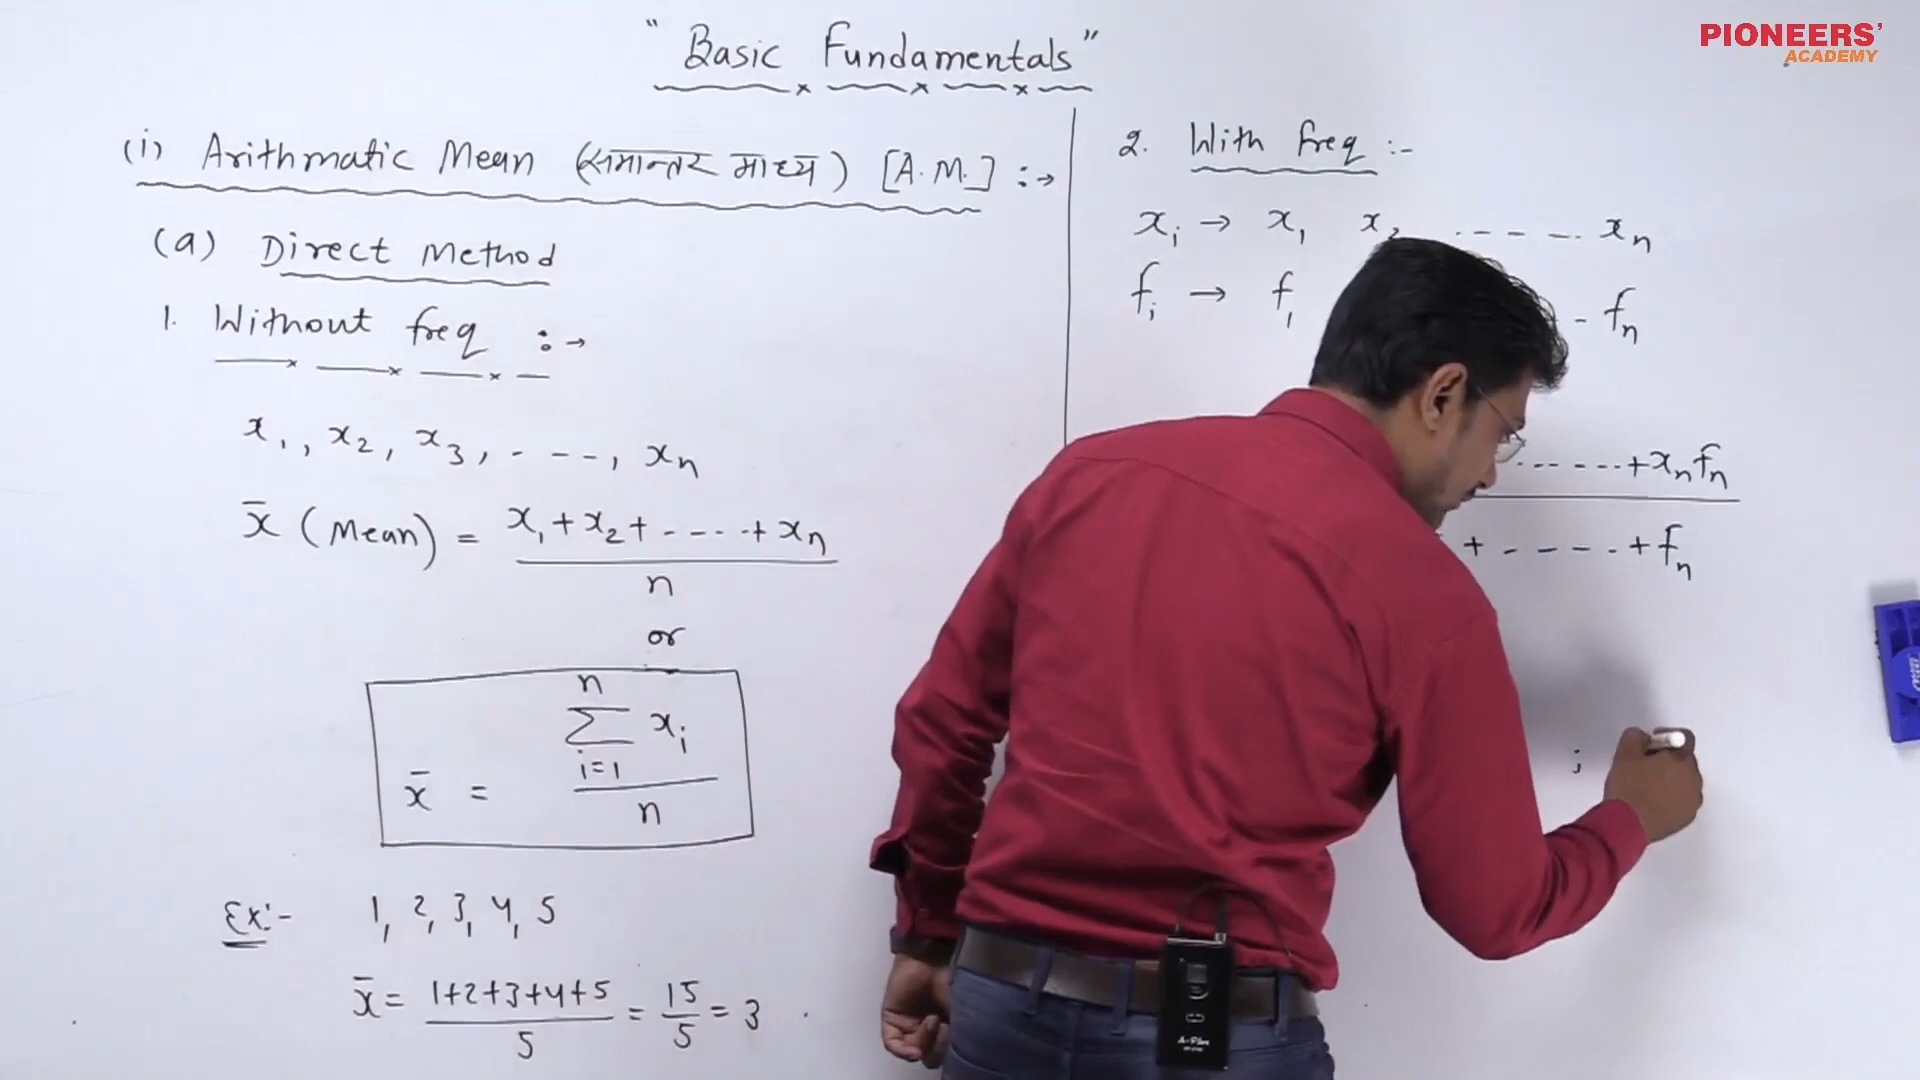 PIONEERS'
ACADEMY
"Basic Fundamentals"
(i) Arithmatic Mean (समान्तर माध्य) [A.M.] :→
(a) Direct Method
1. Without freq :→
x₁, x₂, x₃, - - - -, xₙ
x̄ (Mean) = x₁+x₂+ - - - - + xₙ
n
or
x̄ = n ∑ i=1 xᵢ
n
Ex:- 1, 2, 3, 4, 5
x̄ = 1+2+3+4+5 / 5 = 15 / 5 = 3
2. With freq :-
xᵢ → x₁ x₂ - - - - - xₙ
fᵢ → f₁ - fₙ
......+xₙfₙ
+ - - - - + fₙ
;
A-Plus